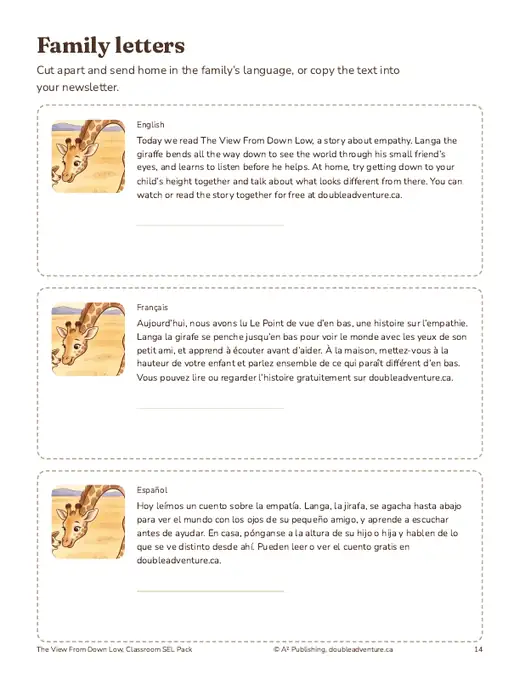 Family letters
Cut apart and send home in the family's language, or copy the text into
your newsletter.
English
Today we read The View From Down Low, a story about empathy. Langa the
giraffe bends all the way down to see the world through his small friend's
eyes, and learns to listen before he helps. At home, try getting down to your
child's height together and talk about what looks different from there. You can
watch or read the story together for free at doubleadventure.ca.
Français
Aujourd'hui, nous avons lu Le Point de vue d'en bas, une histoire sur l'empathie.
Langa la girafe se penche jusqu'en bas pour voir le monde avec les yeux de son
petit ami, et apprend à écouter avant d'aider. À la maison, mettez-vous à la
hauteur de votre enfant et parlez ensemble de ce qui paraît différent d'en bas.
Vous pouvez lire ou regarder l'histoire gratuitement sur doubleadventure.ca.
Español
Hoy leímos un cuento sobre la empatía. Langa, la jirafa, se agacha hasta abajo
para ver el mundo con los ojos de su pequeño amigo, y aprende a escuchar
antes de ayudar. En casa, pónganse a la altura de su hijo o hija y hablen de lo
que se ve distinto desde ahí. Pueden leer o ver el cuento gratis en
doubleadventure.ca.
The View From Down Low, Classroom SEL Pack
© A² Publishing, doubleadventure.ca
14